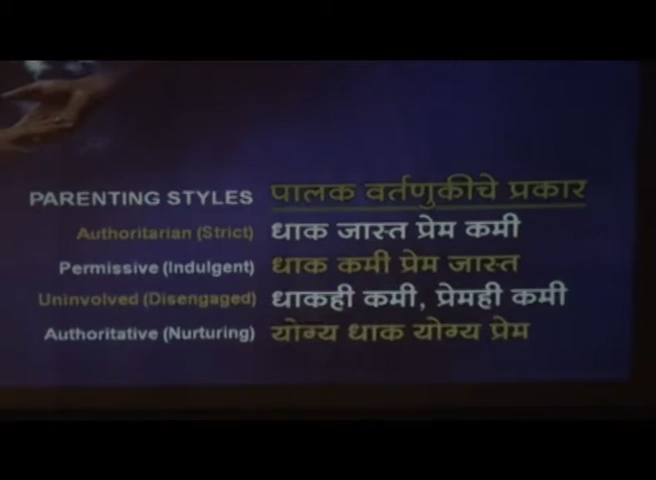 PARENTING STYLES पालक वर्तणुकीचे प्रकार
Authoritarian (Strict) धाक जास्त प्रेम कमी
Permissive (Indulgent) धाक कमी प्रेम जास्त
Uninvolved (Disengaged) धाकही कमी, प्रेमही कमी
Authoritative (Nurturing) योग्य धाक योग्य प्रेम